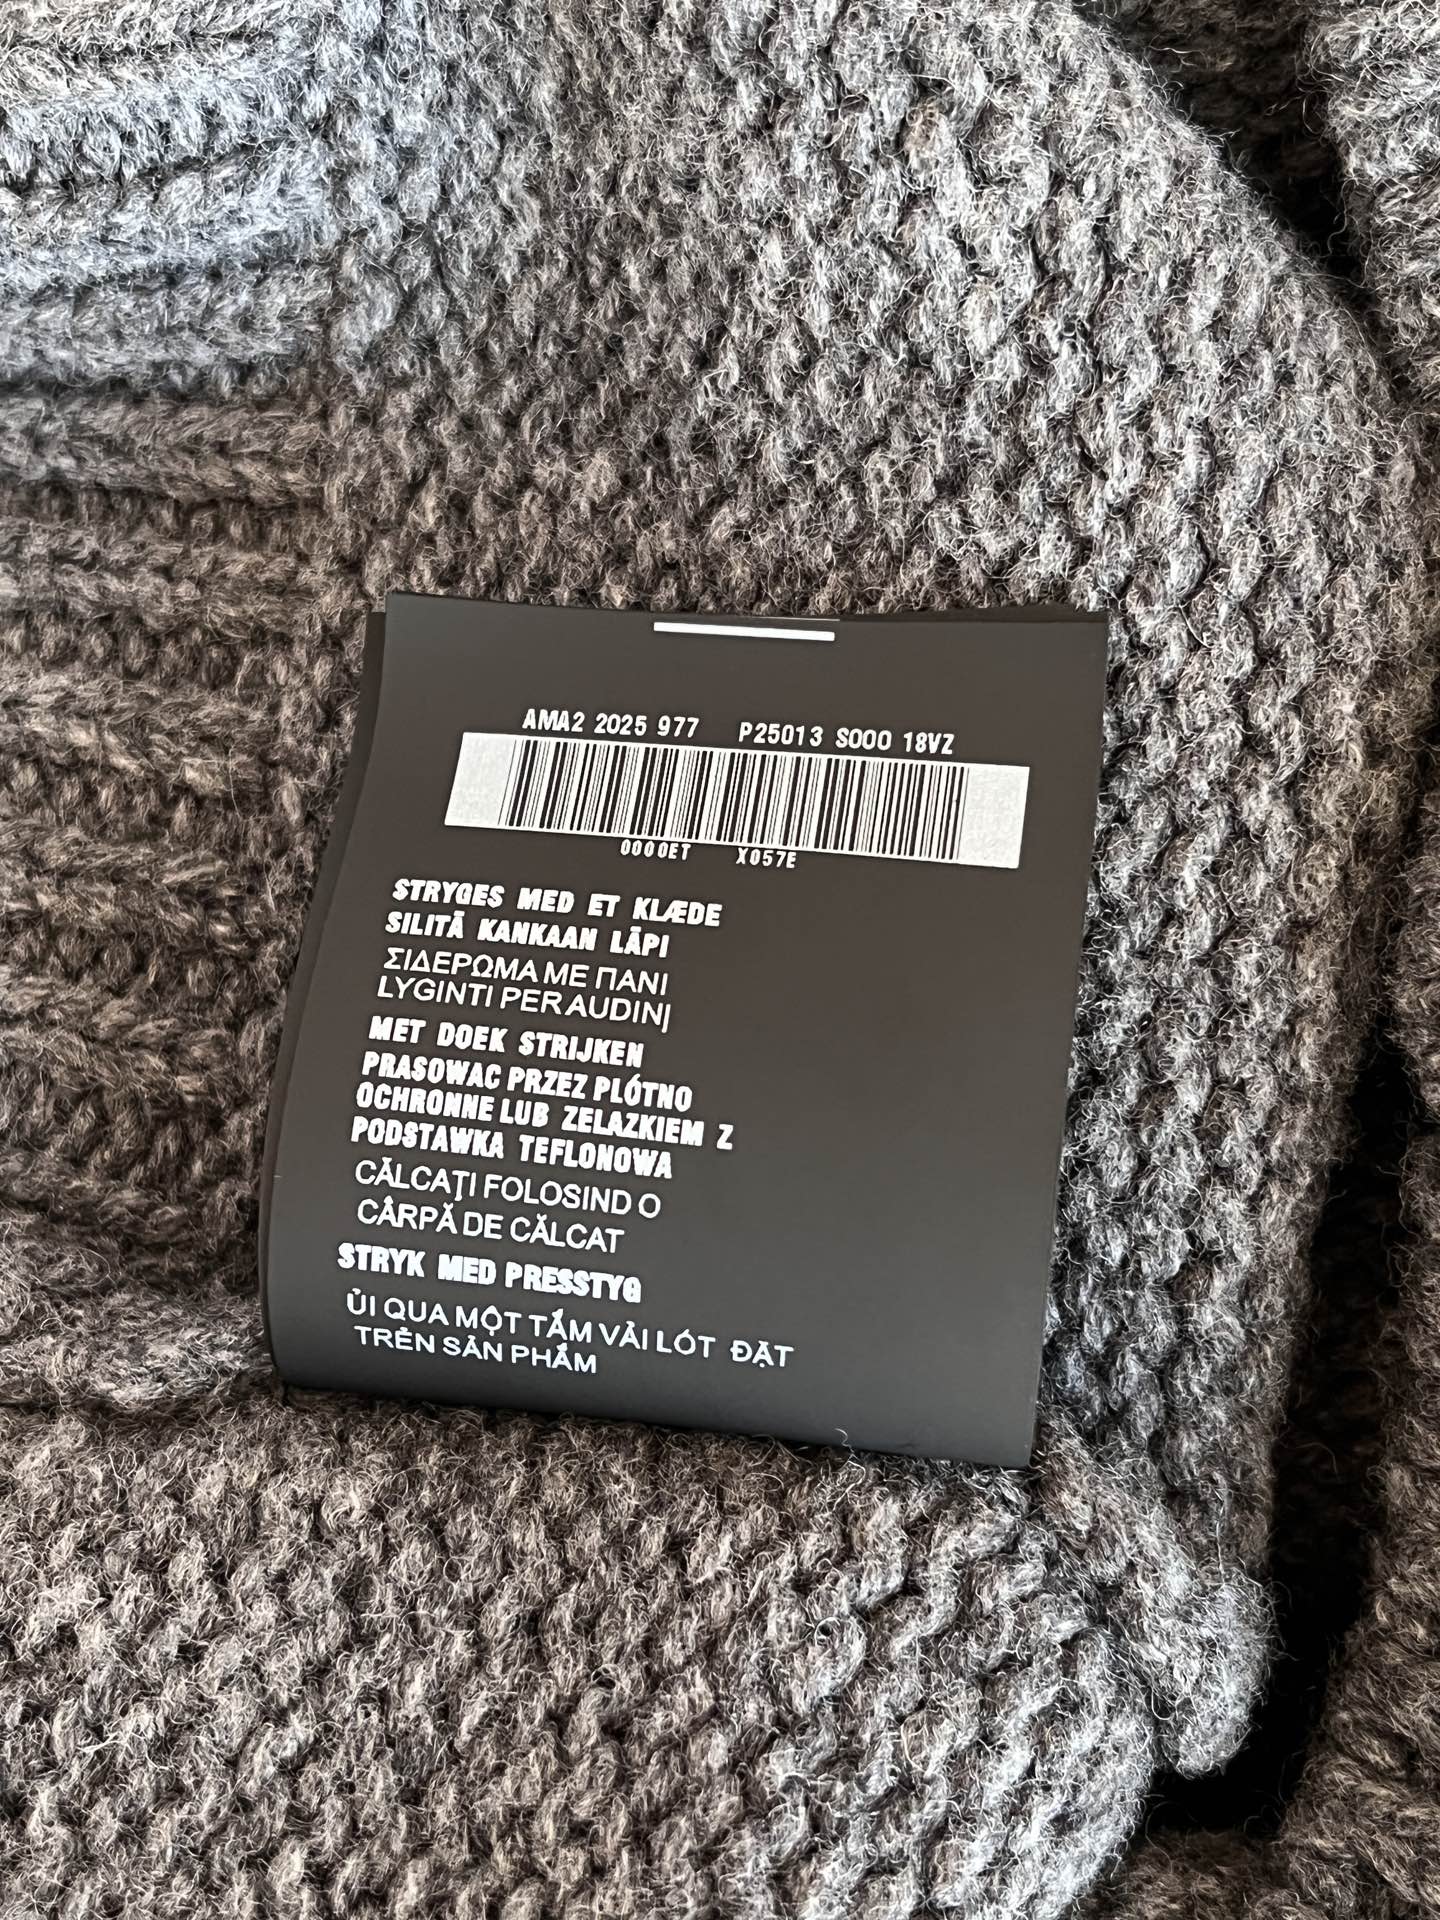 AMA2 2025 977 P25013 S000 18VZ
0000ET X057E
STRYGES MED ET KLÆDE
SILITÄ KANKAAN LÄPI
ΣΙΔΕΡΩΜΑ ΜΕ ΠΑΝΙ
LYGINTI PER AUDINĮ
MET DOEK STRIJKEN
PRASOWAC PRZEZ PLÓTNO
OCHRONNE LUB ZELAZKIEM Z
PODSTAWKA TEFLONOWA
CĂLCAŢI FOLOSIND O
CÂRPĂ DE CĂLCAT
STRYK MED PRESSTYG
ỦI QUA MỘT TẤM VẢI LÓT ĐẶT
TRÊN SẢN PHẨM